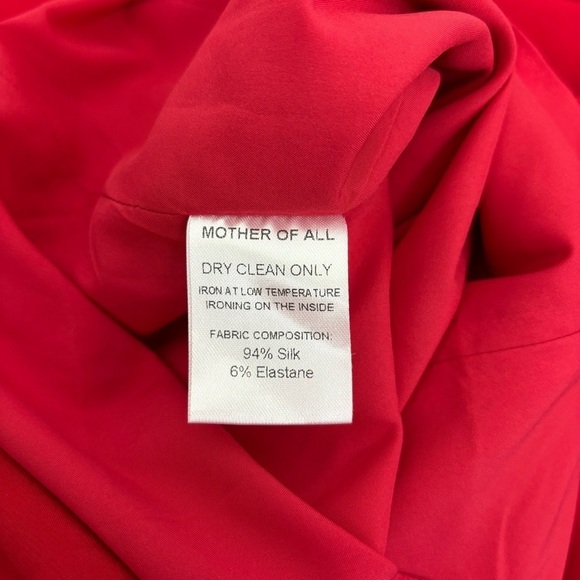 MOTHER OF ALL
DRY CLEAN ONLY
IRON AT LOW TEMPERATURE
IRONING ON THE INSIDE
FABRIC COMPOSITION:
94% Silk
6% Elastane